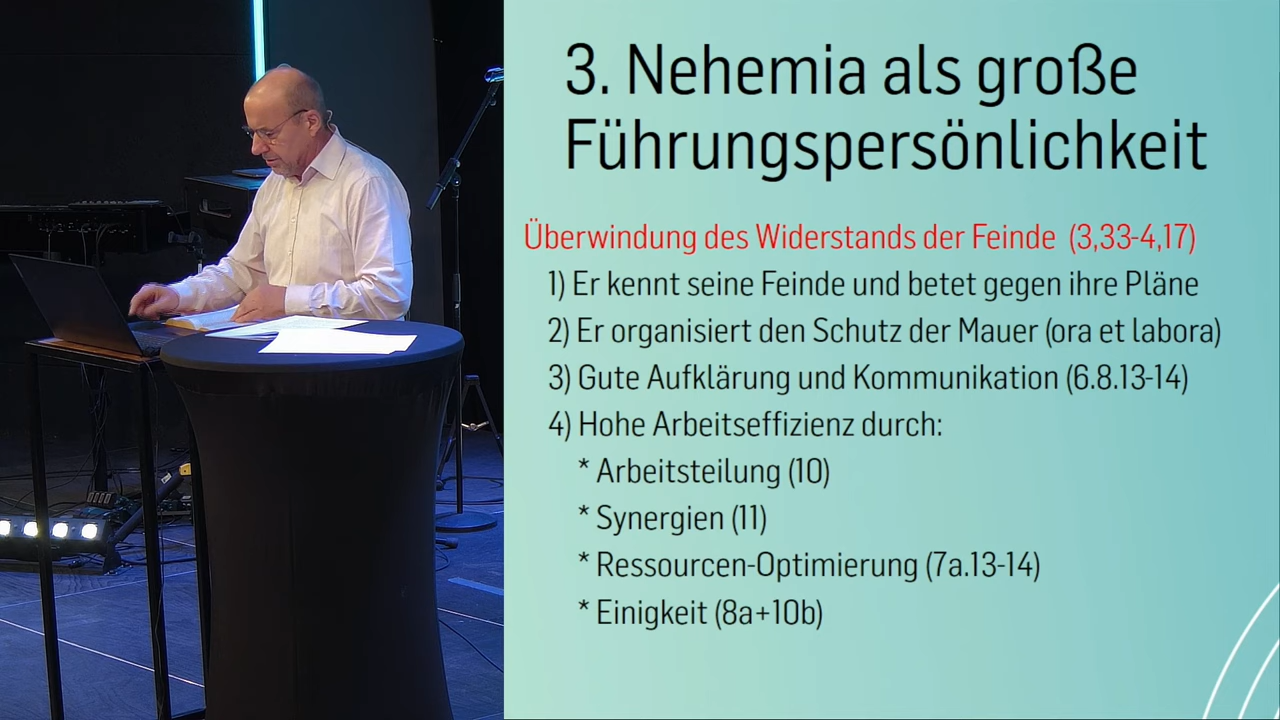 3. Nehemia als große
Führungspersönlichkeit
Überwindung des Widerstands der Feinde (3,33-4,17)
1) Er kennt seine Feinde und betet gegen ihre Pläne
2) Er organisiert den Schutz der Mauer (ora et labora)
3) Gute Aufklärung und Kommunikation (6.8.13-14)
4) Hohe Arbeitseffizienz durch:
* Arbeitsteilung (10)
* Synergien (11)
* Ressourcen-Optimierung (7a.13-14)
* Einigkeit (8a+10b)